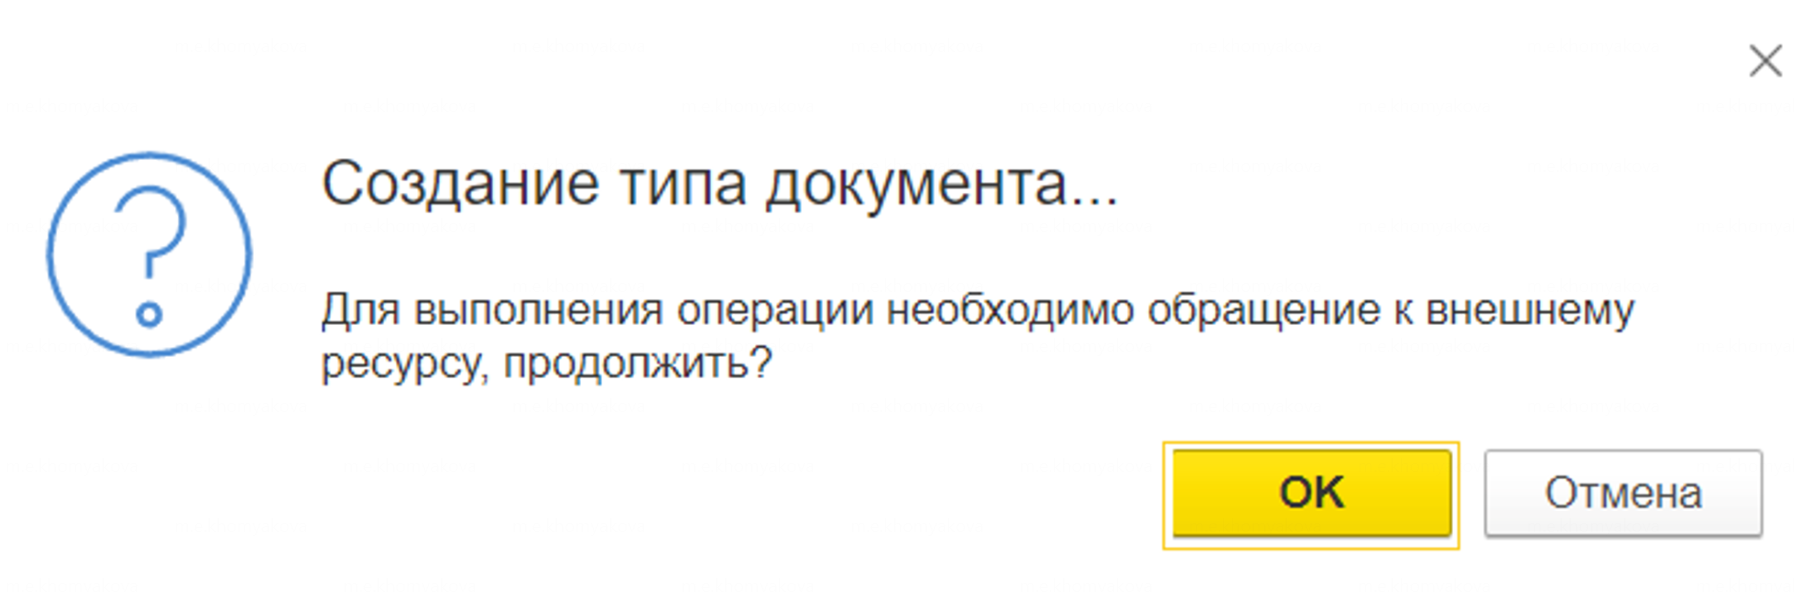 Создание типа документа...
Для выполнения операции необходимо обращение к внешнему
ресурсу, продолжить?
OK
Отмена